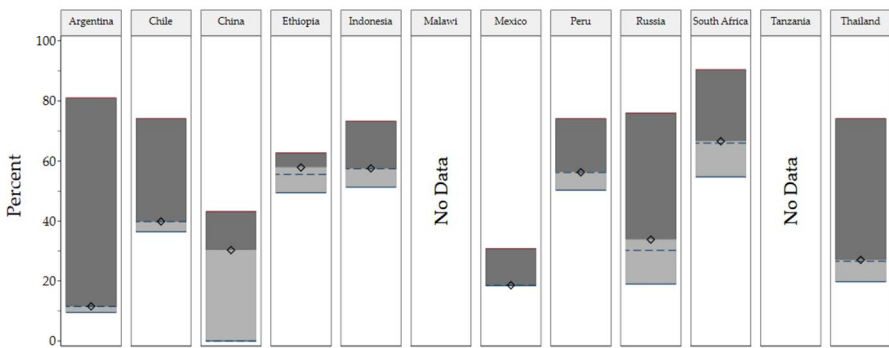 Argentina Chile China Ethiopia Indonesia Malawi Mexico Peru Russia South Africa Tanzania Thailand
100
80
60
40
20
0
Percent
No Data
No Data